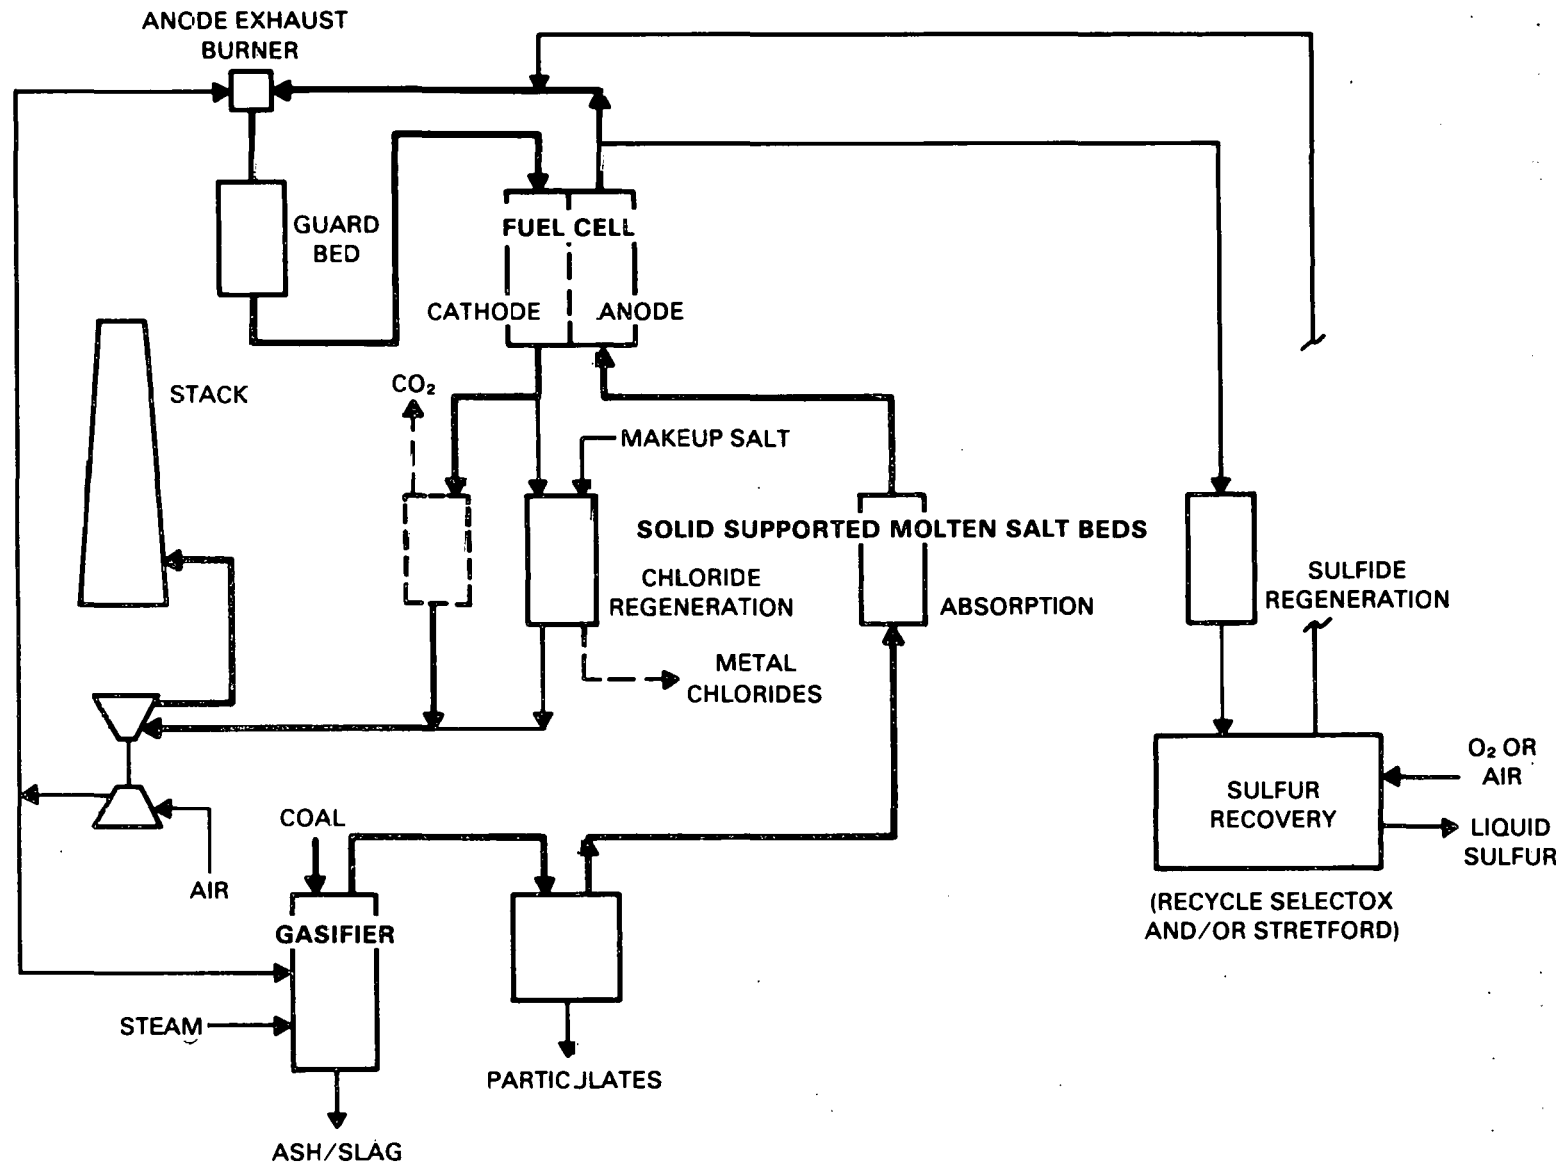 ANODE EXHAUST
BURNER
GUARD
BED
FUEL CELL
CATHODE
ANODE
STACK
CO₂
MAKEUP SALT
SOLID SUPPORTED MOLTEN SALT BEDS
CHLORIDE
REGENERATION
ABSORPTION
SULFIDE
REGENERATION
METAL
CHLORIDES
O₂ OR
AIR
SULFUR
RECOVERY
LIQUID
SULFUR
COAL
AIR
(RECYCLE SELECTOX
AND/OR STRETFORD)
GASIFIER
STEAM
PARTICULATES
ASH/SLAG